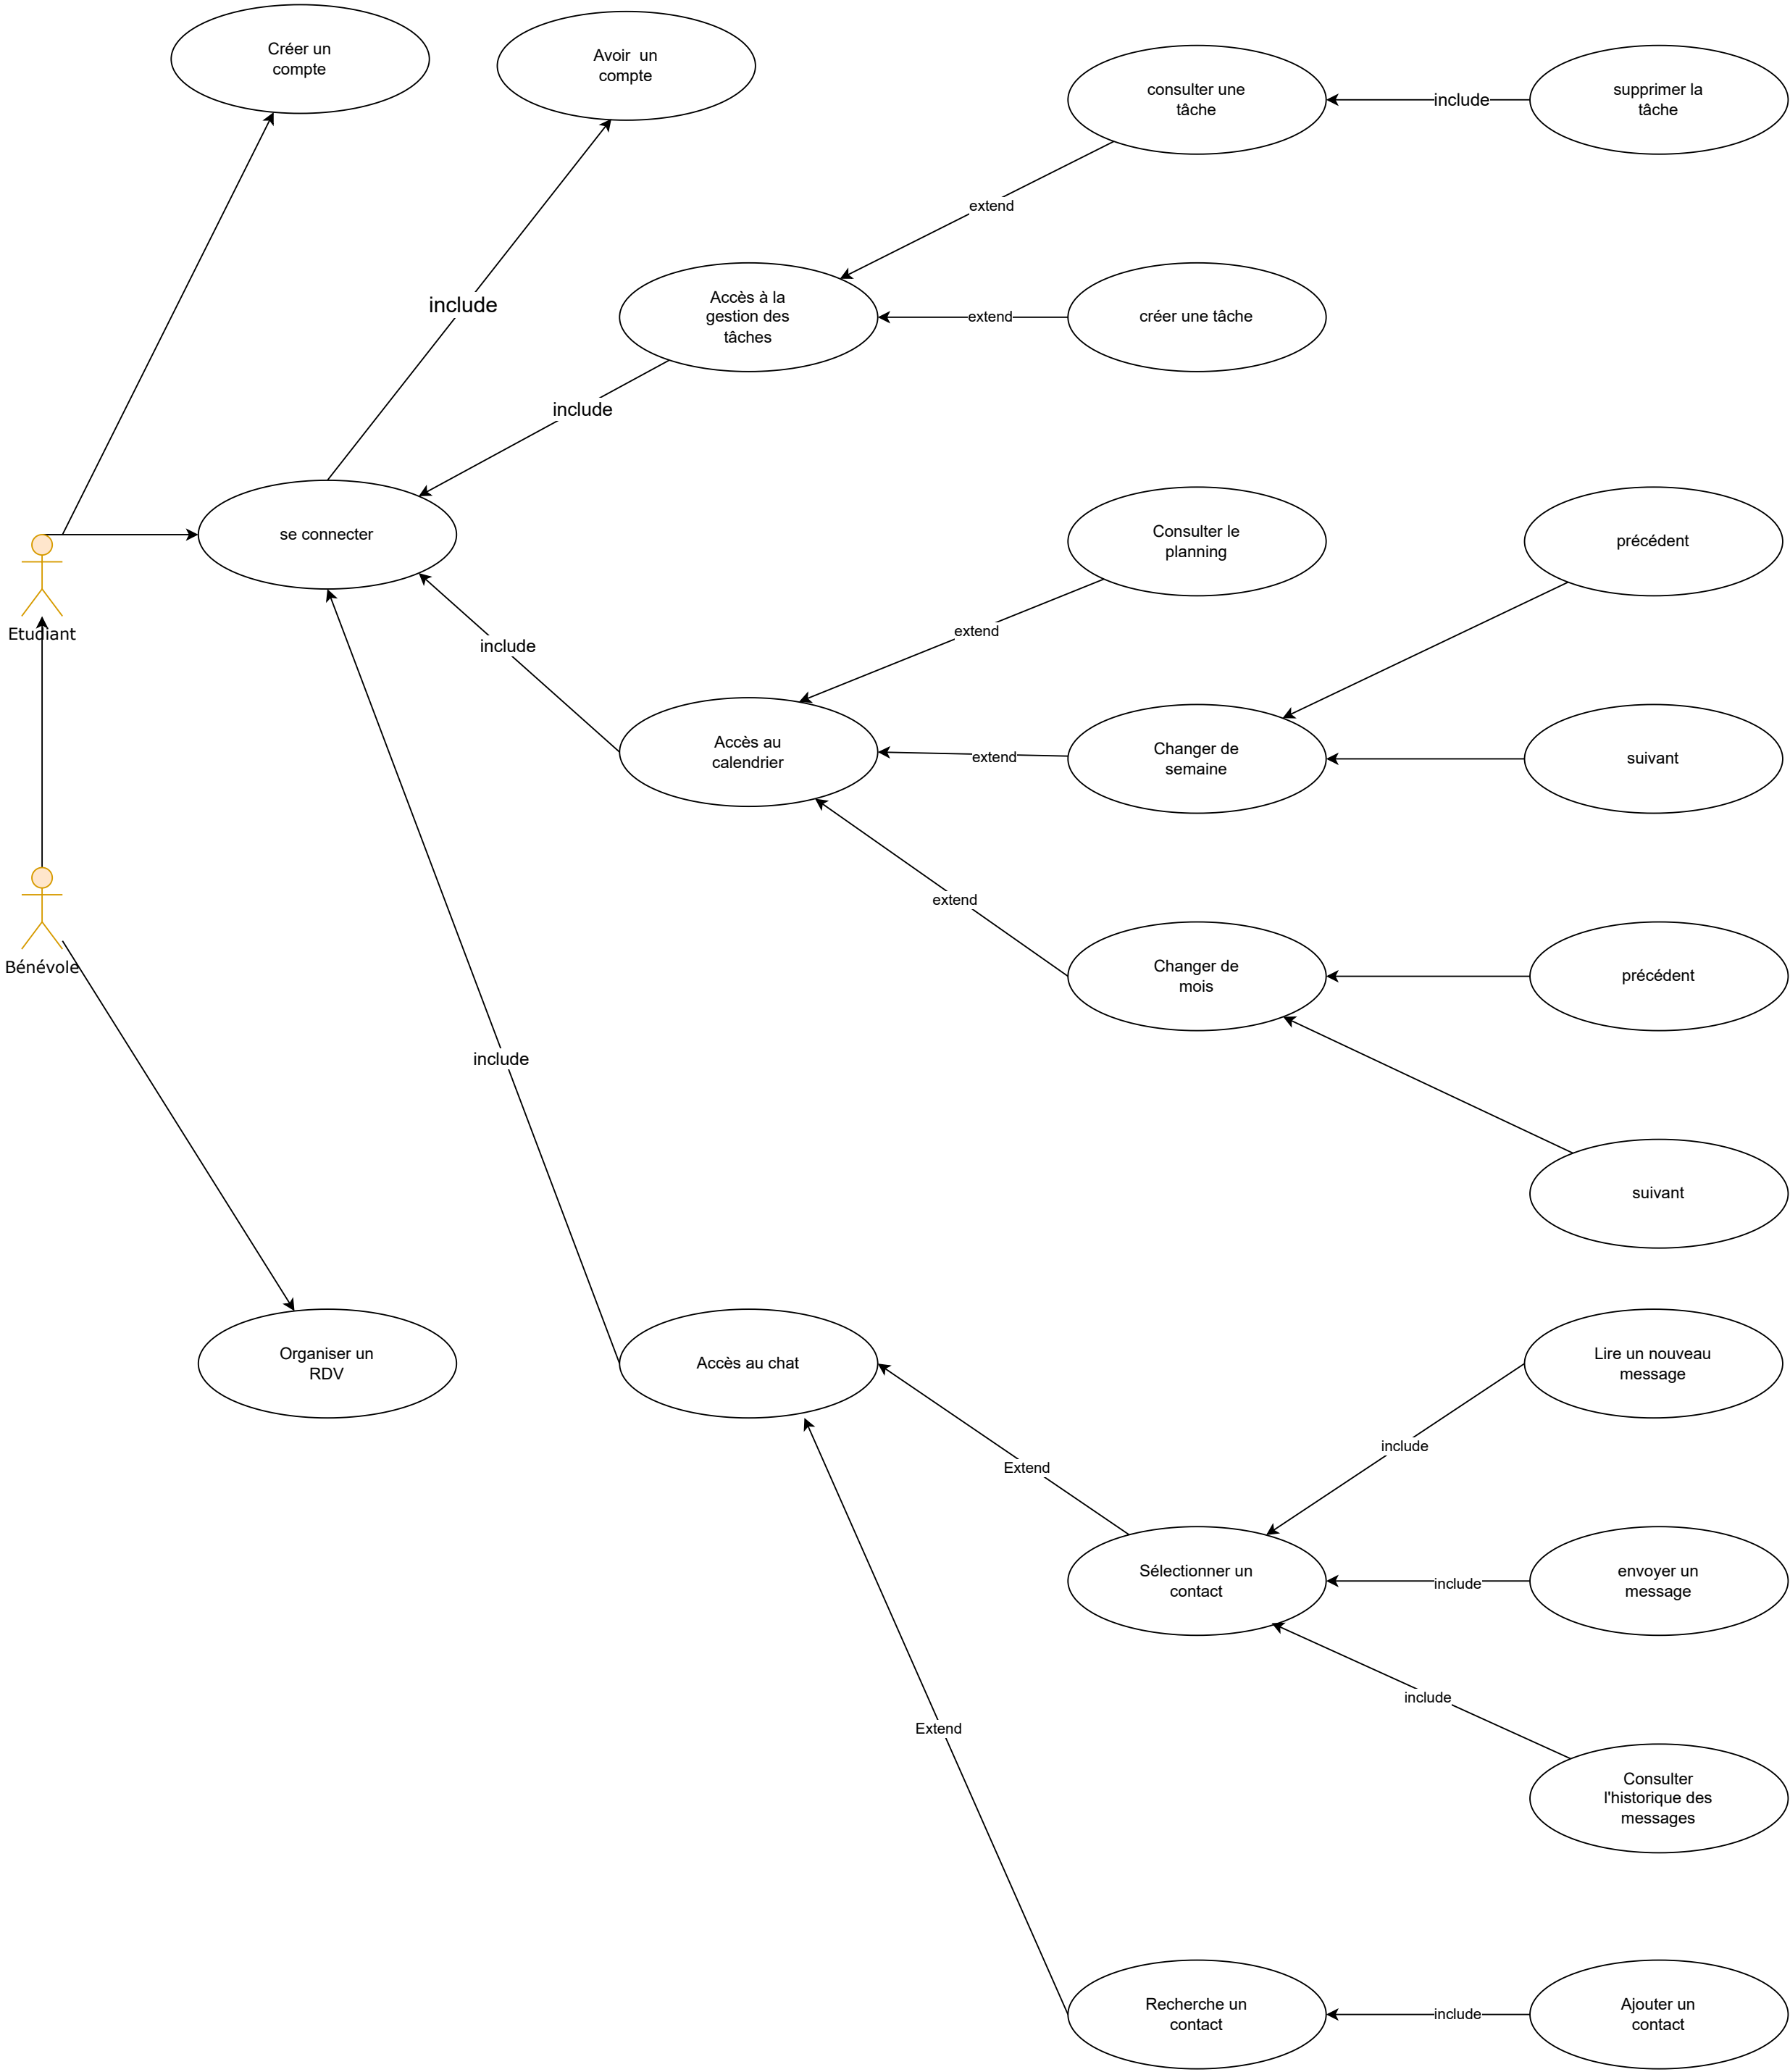 Créer un
compte
Avoir  un
compte
consulter une
tâche
include
supprimer la
tâche
extend
Accès à la
gestion des
tâches
extend
créer une tâche
include
include
se connecter
Consulter le
planning
précédent
Etudiant
extend
include
Accès au
calendrier
extend
Changer de
semaine
suivant
extend
Bénévole
Changer de
mois
précédent
include
suivant
Organiser un
RDV
Accès au chat
Lire un nouveau
message
include
Extend
Sélectionner un
contact
include
envoyer un
message
include
Extend
Consulter
l'historique des
messages
Recherche un
contact
include
Ajouter un
contact